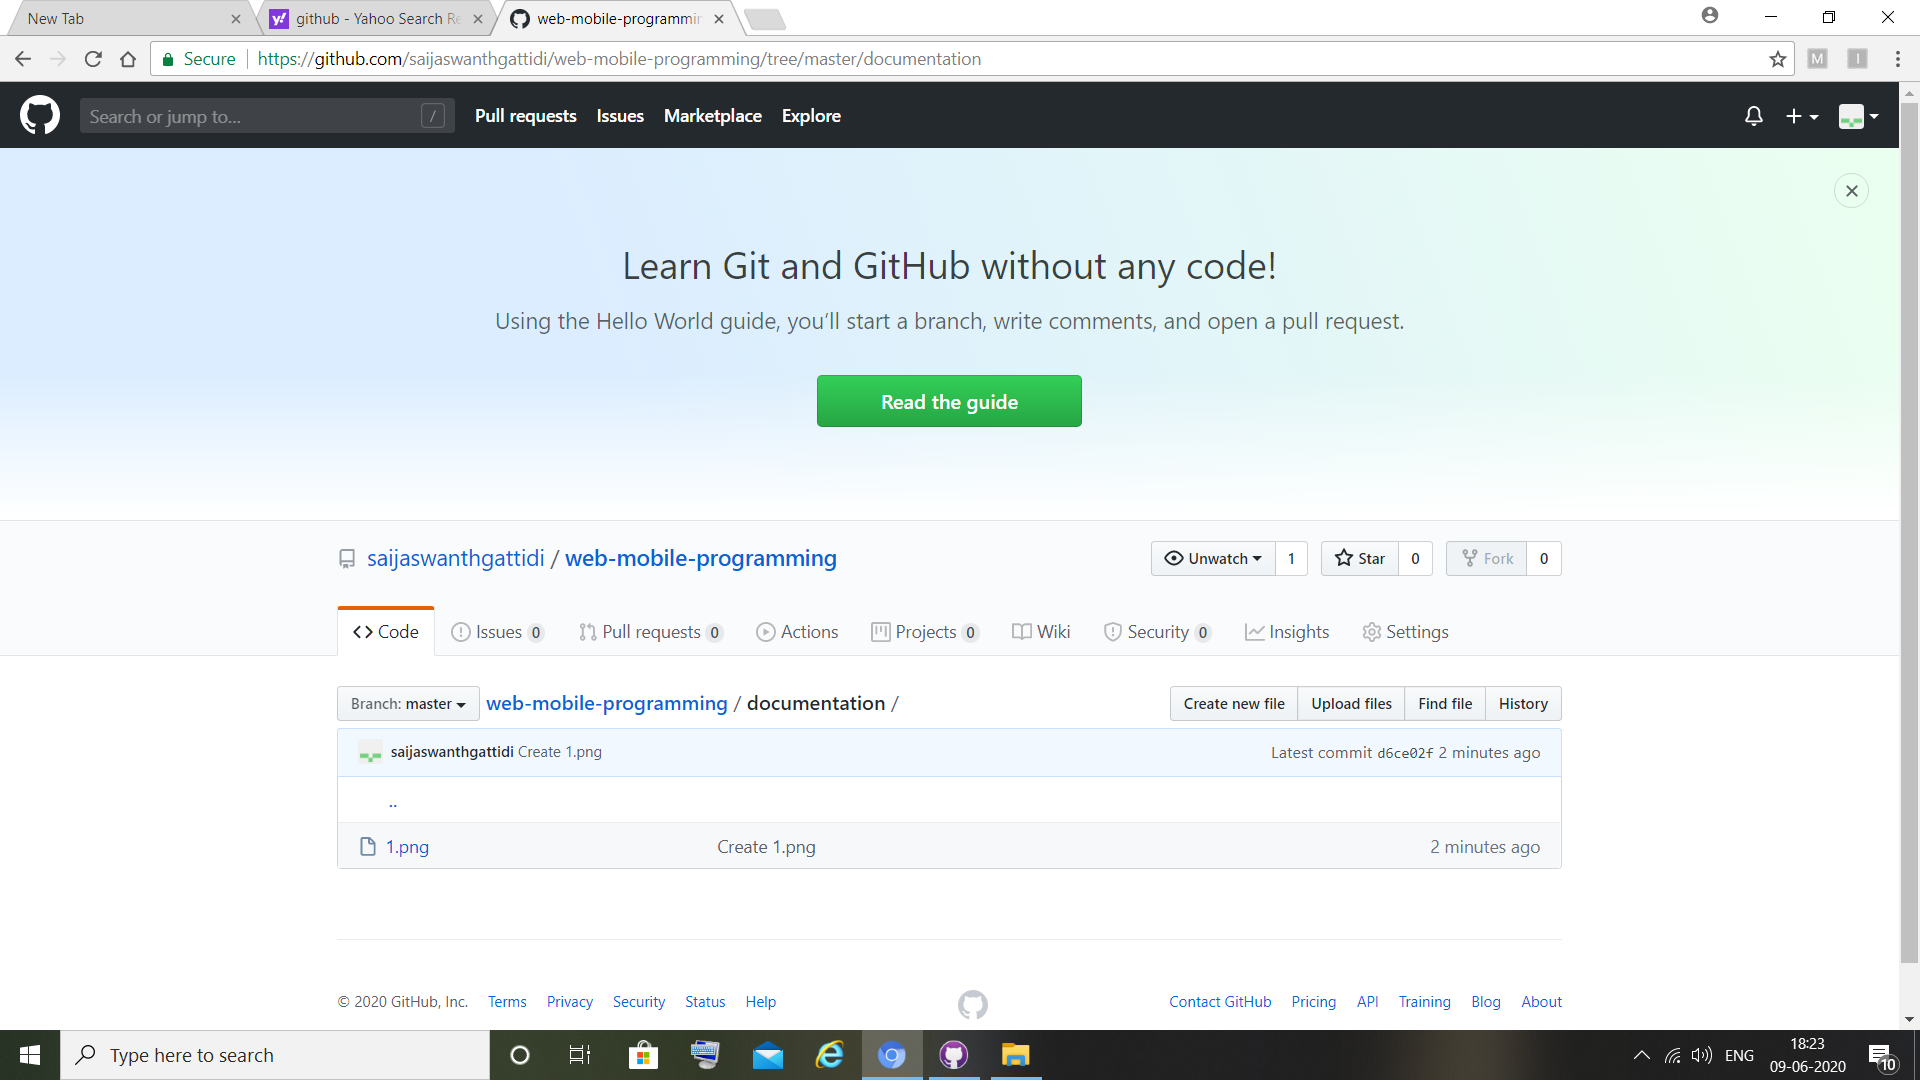 New Tab
github - Yahoo Search Re
web-mobile-programmin
Secure https://github.com/saijaswanthgattidi/web-mobile-programming/tree/master/documentation
M I
Search or jump to... / Pull requests Issues Marketplace Explore
Learn Git and GitHub without any code!
Using the Hello World guide, you’ll start a branch, write comments, and open a pull request.
Read the guide
saijaswanthgattidi / web-mobile-programming
Unwatch 1 Star 0 Fork 0
Code Issues 0 Pull requests 0 Actions Projects 0 Wiki Security 0 Insights Settings
Branch: master web-mobile-programming / documentation /
Create new file Upload files Find file History
saijaswanthgattidi Create 1.png Latest commit d6ce02f 2 minutes ago
..
1.png Create 1.png 2 minutes ago
© 2020 GitHub, Inc. Terms Privacy Security Status Help Contact GitHub Pricing API Training Blog About
Type here to search
ENG
18:23
09-06-2020
10